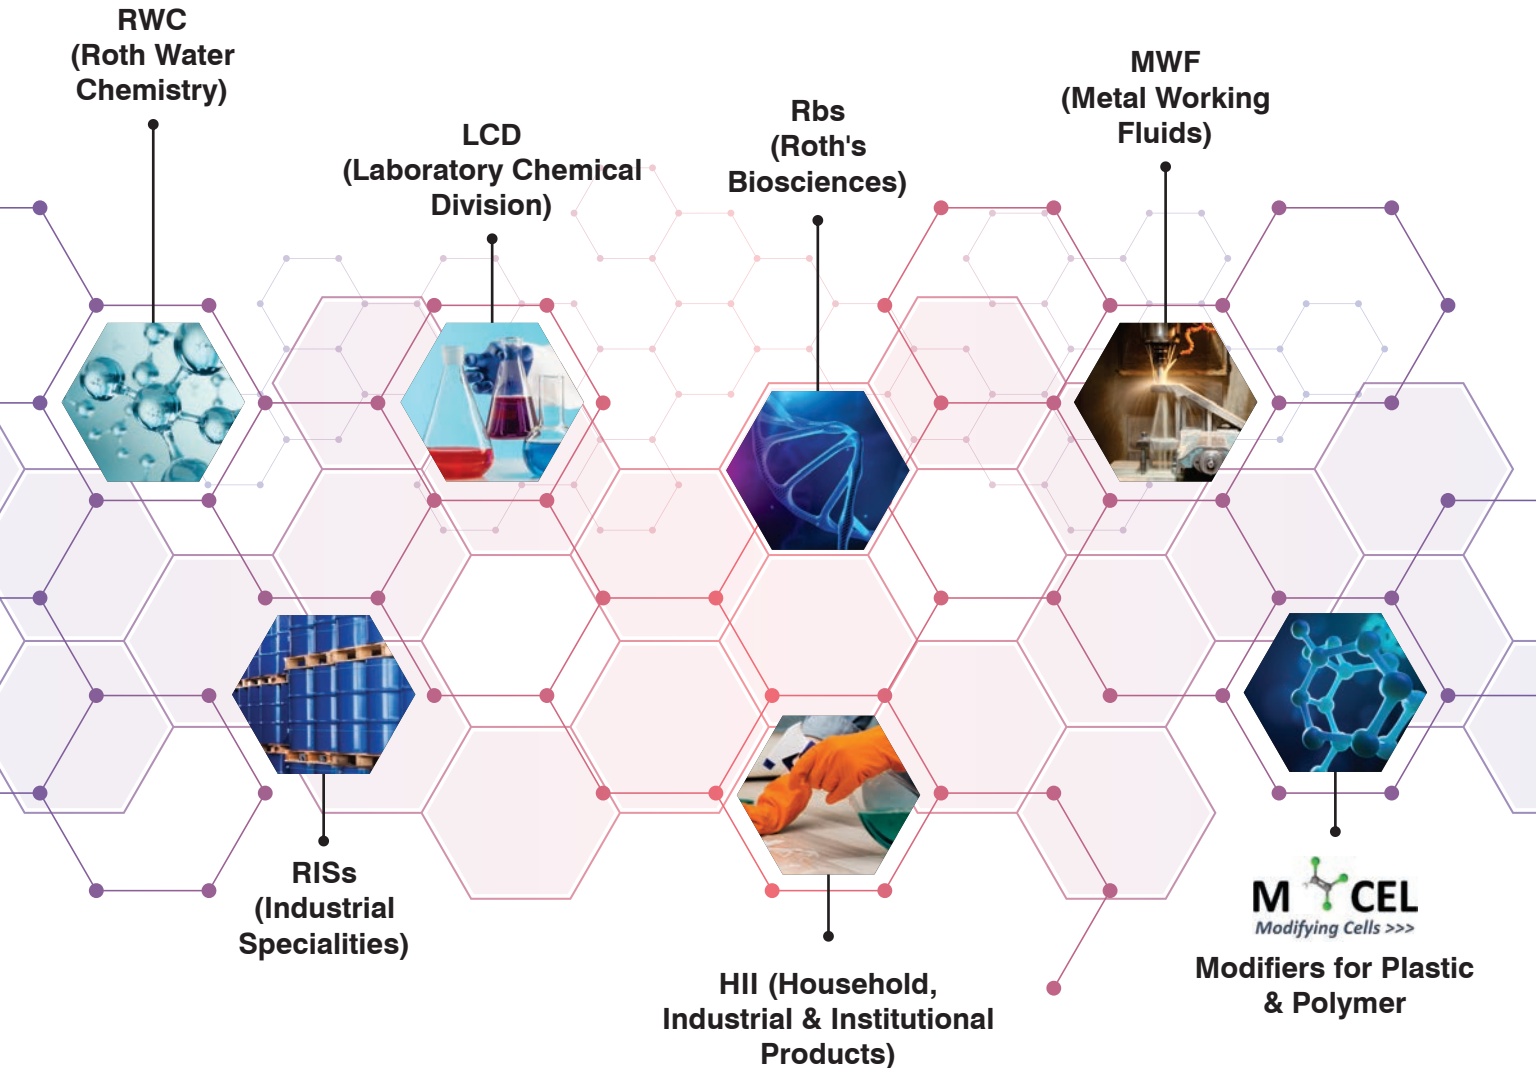 RWC
(Roth Water
Chemistry)
LCD
(Laboratory Chemical
Division)
Rbs
(Roth's
Biosciences)
MWF
(Metal Working
Fluids)
RISs
(Industrial
Specialities)
HII (Household,
Industrial & Institutional
Products)
M CEL
Modifying Cells >>>
Modifiers for Plastic
& Polymer